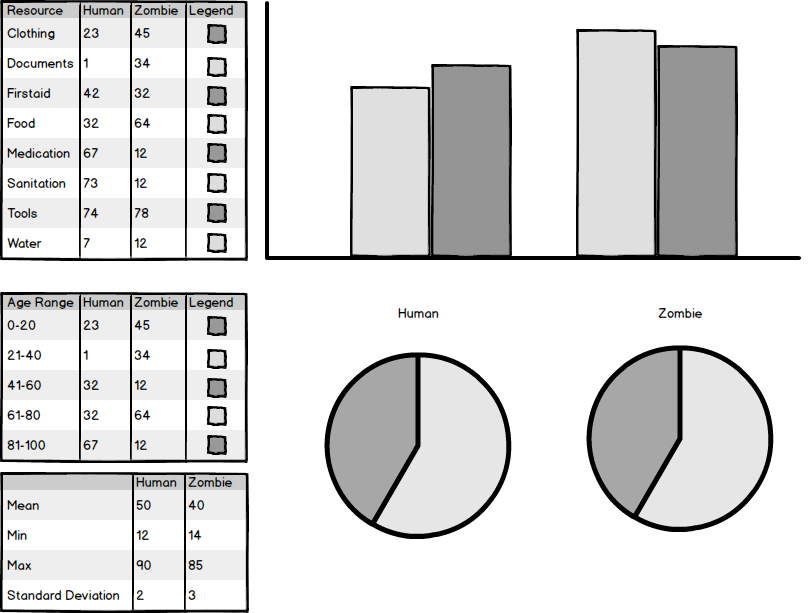 Resource Human Zombie Legend
Clothing 23 45
Documents 1 34
Firstaid 42 32
Food 32 64
Medication 67 12
Sanitation 73 12
Tools 74 78
Water 7 12
Age Range Human Zombie Legend
0-20 23 45
21-40 1 34
41-60 32 12
61-80 32 64
81-100 67 12
Human Zombie
Mean 50 40
Min 12 14
Max 90 85
Standard Deviation 2 3
Human
Zombie